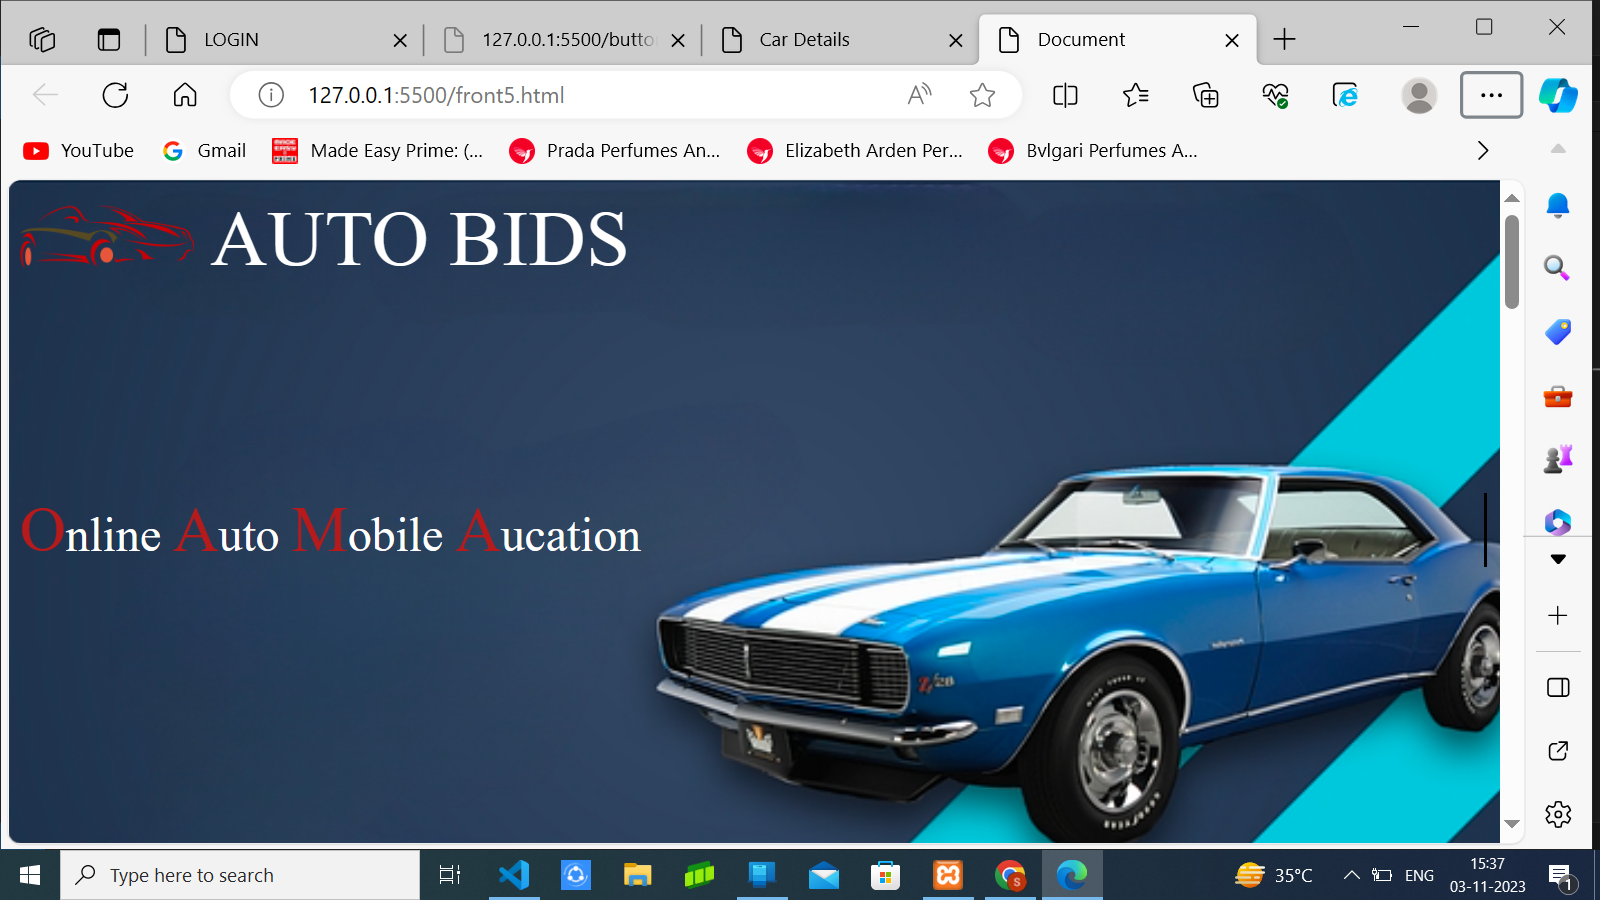 LOGIN
127.0.0.1:5500/butto
Car Details
Document
127.0.0.1:5500/front5.html
YouTube
Gmail
Made Easy Prime: (...
Prada Perfumes An...
Elizabeth Arden Per...
Bvlgari Perfumes A...
AUTO BIDS
Online Auto Mobile Aucation
Z/28
Type here to search
S
35°C
ENG
15:37
03-11-2023
1